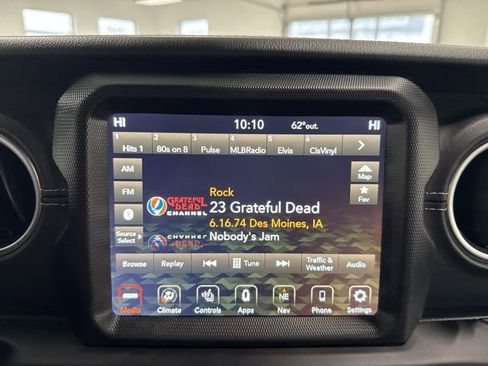 HI 10:10 62°out. HI
1 2 3 4 5 6
Hits 1 80s on 8 Pulse MLBRadio Elvis ClsVinyl
AM
Map
FM
Fav
Rock
GRATEFUL DEAD CHANNEL
23 Grateful Dead
6.16.74 Des Moines, IA
Source Select
Nobody's Jam
Browse Replay Tune Traffic & Weather Audio
Media Climate Controls Apps Nav Phone Settings
NE